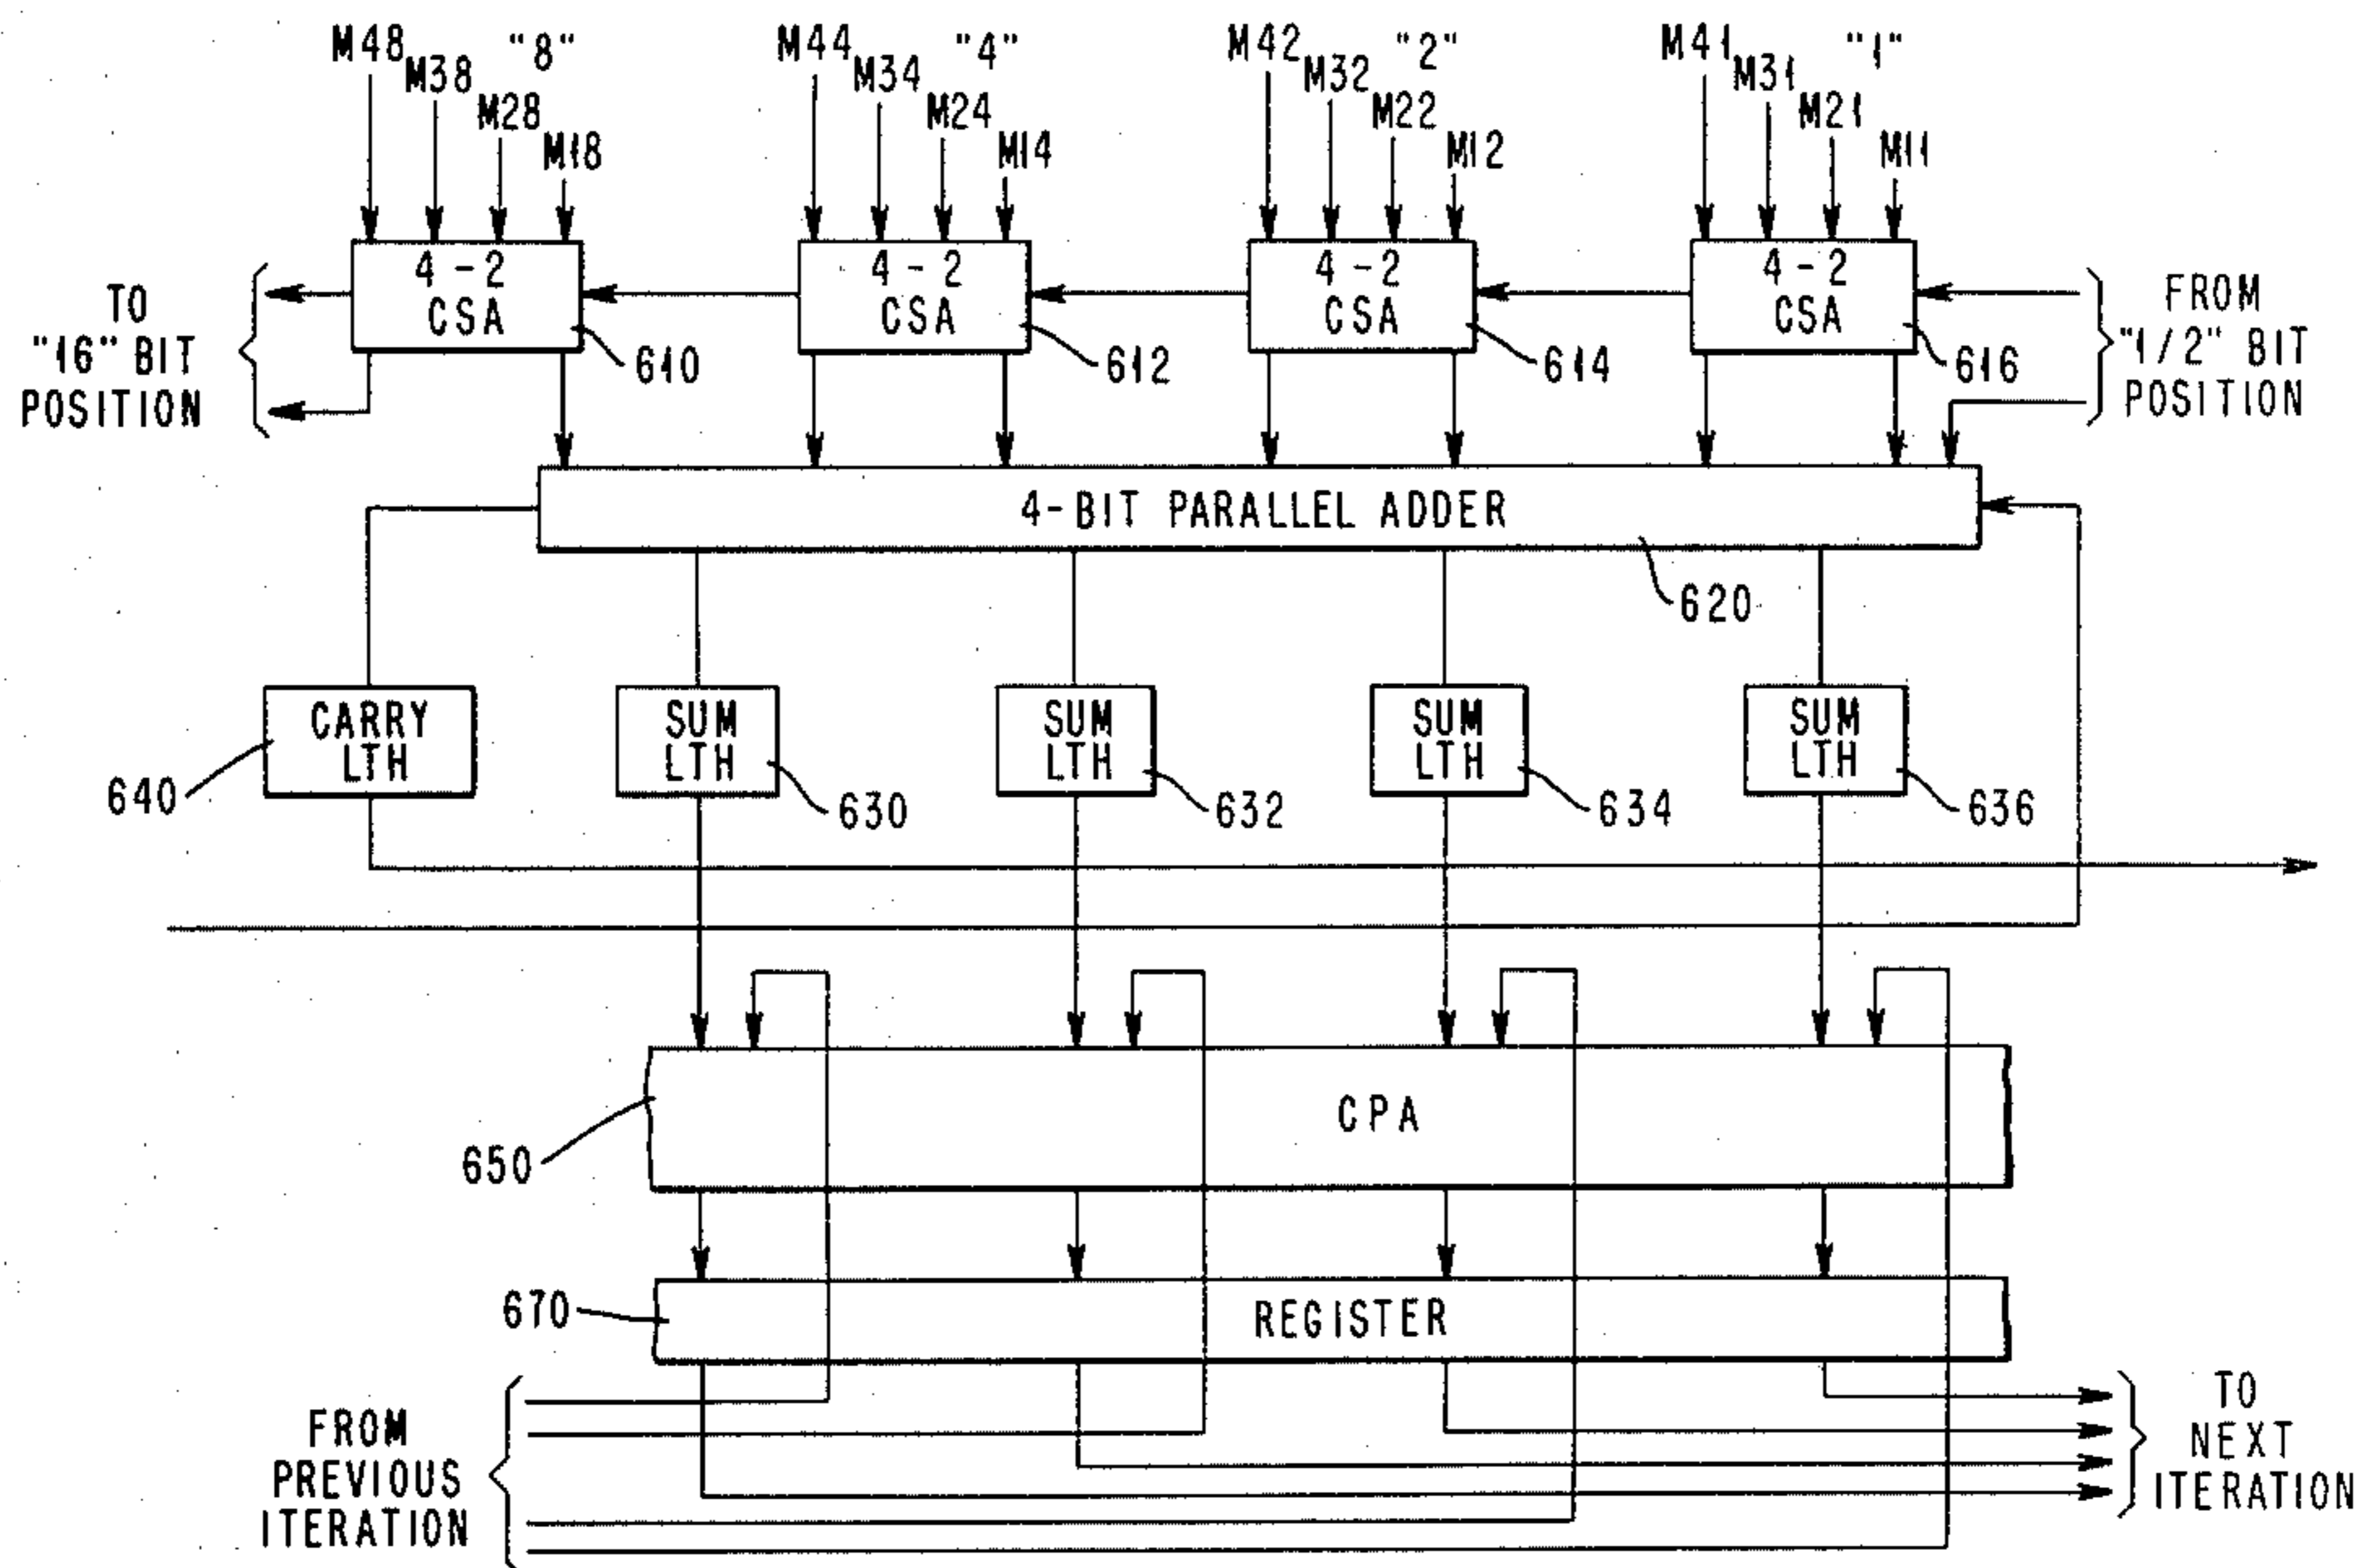 M48 "8" M44 "4" M42 "2" M41 "1"
M38 M34 M32 M31
M28 M24 M22 M21
M18 M14 M12 M11
4-2 CSA
4-2 CSA
4-2 CSA
4-2 CSA
TO "16" BIT POSITION
FROM "1/2" BIT POSITION
610
612
614
616
4-BIT PARALLEL ADDER
620
CARRY LTH
SUM LTH
SUM LTH
SUM LTH
SUM LTH
640
630
632
634
636
CPA
650
670
REGISTER
FROM PREVIOUS ITERATION
TO NEXT ITERATION